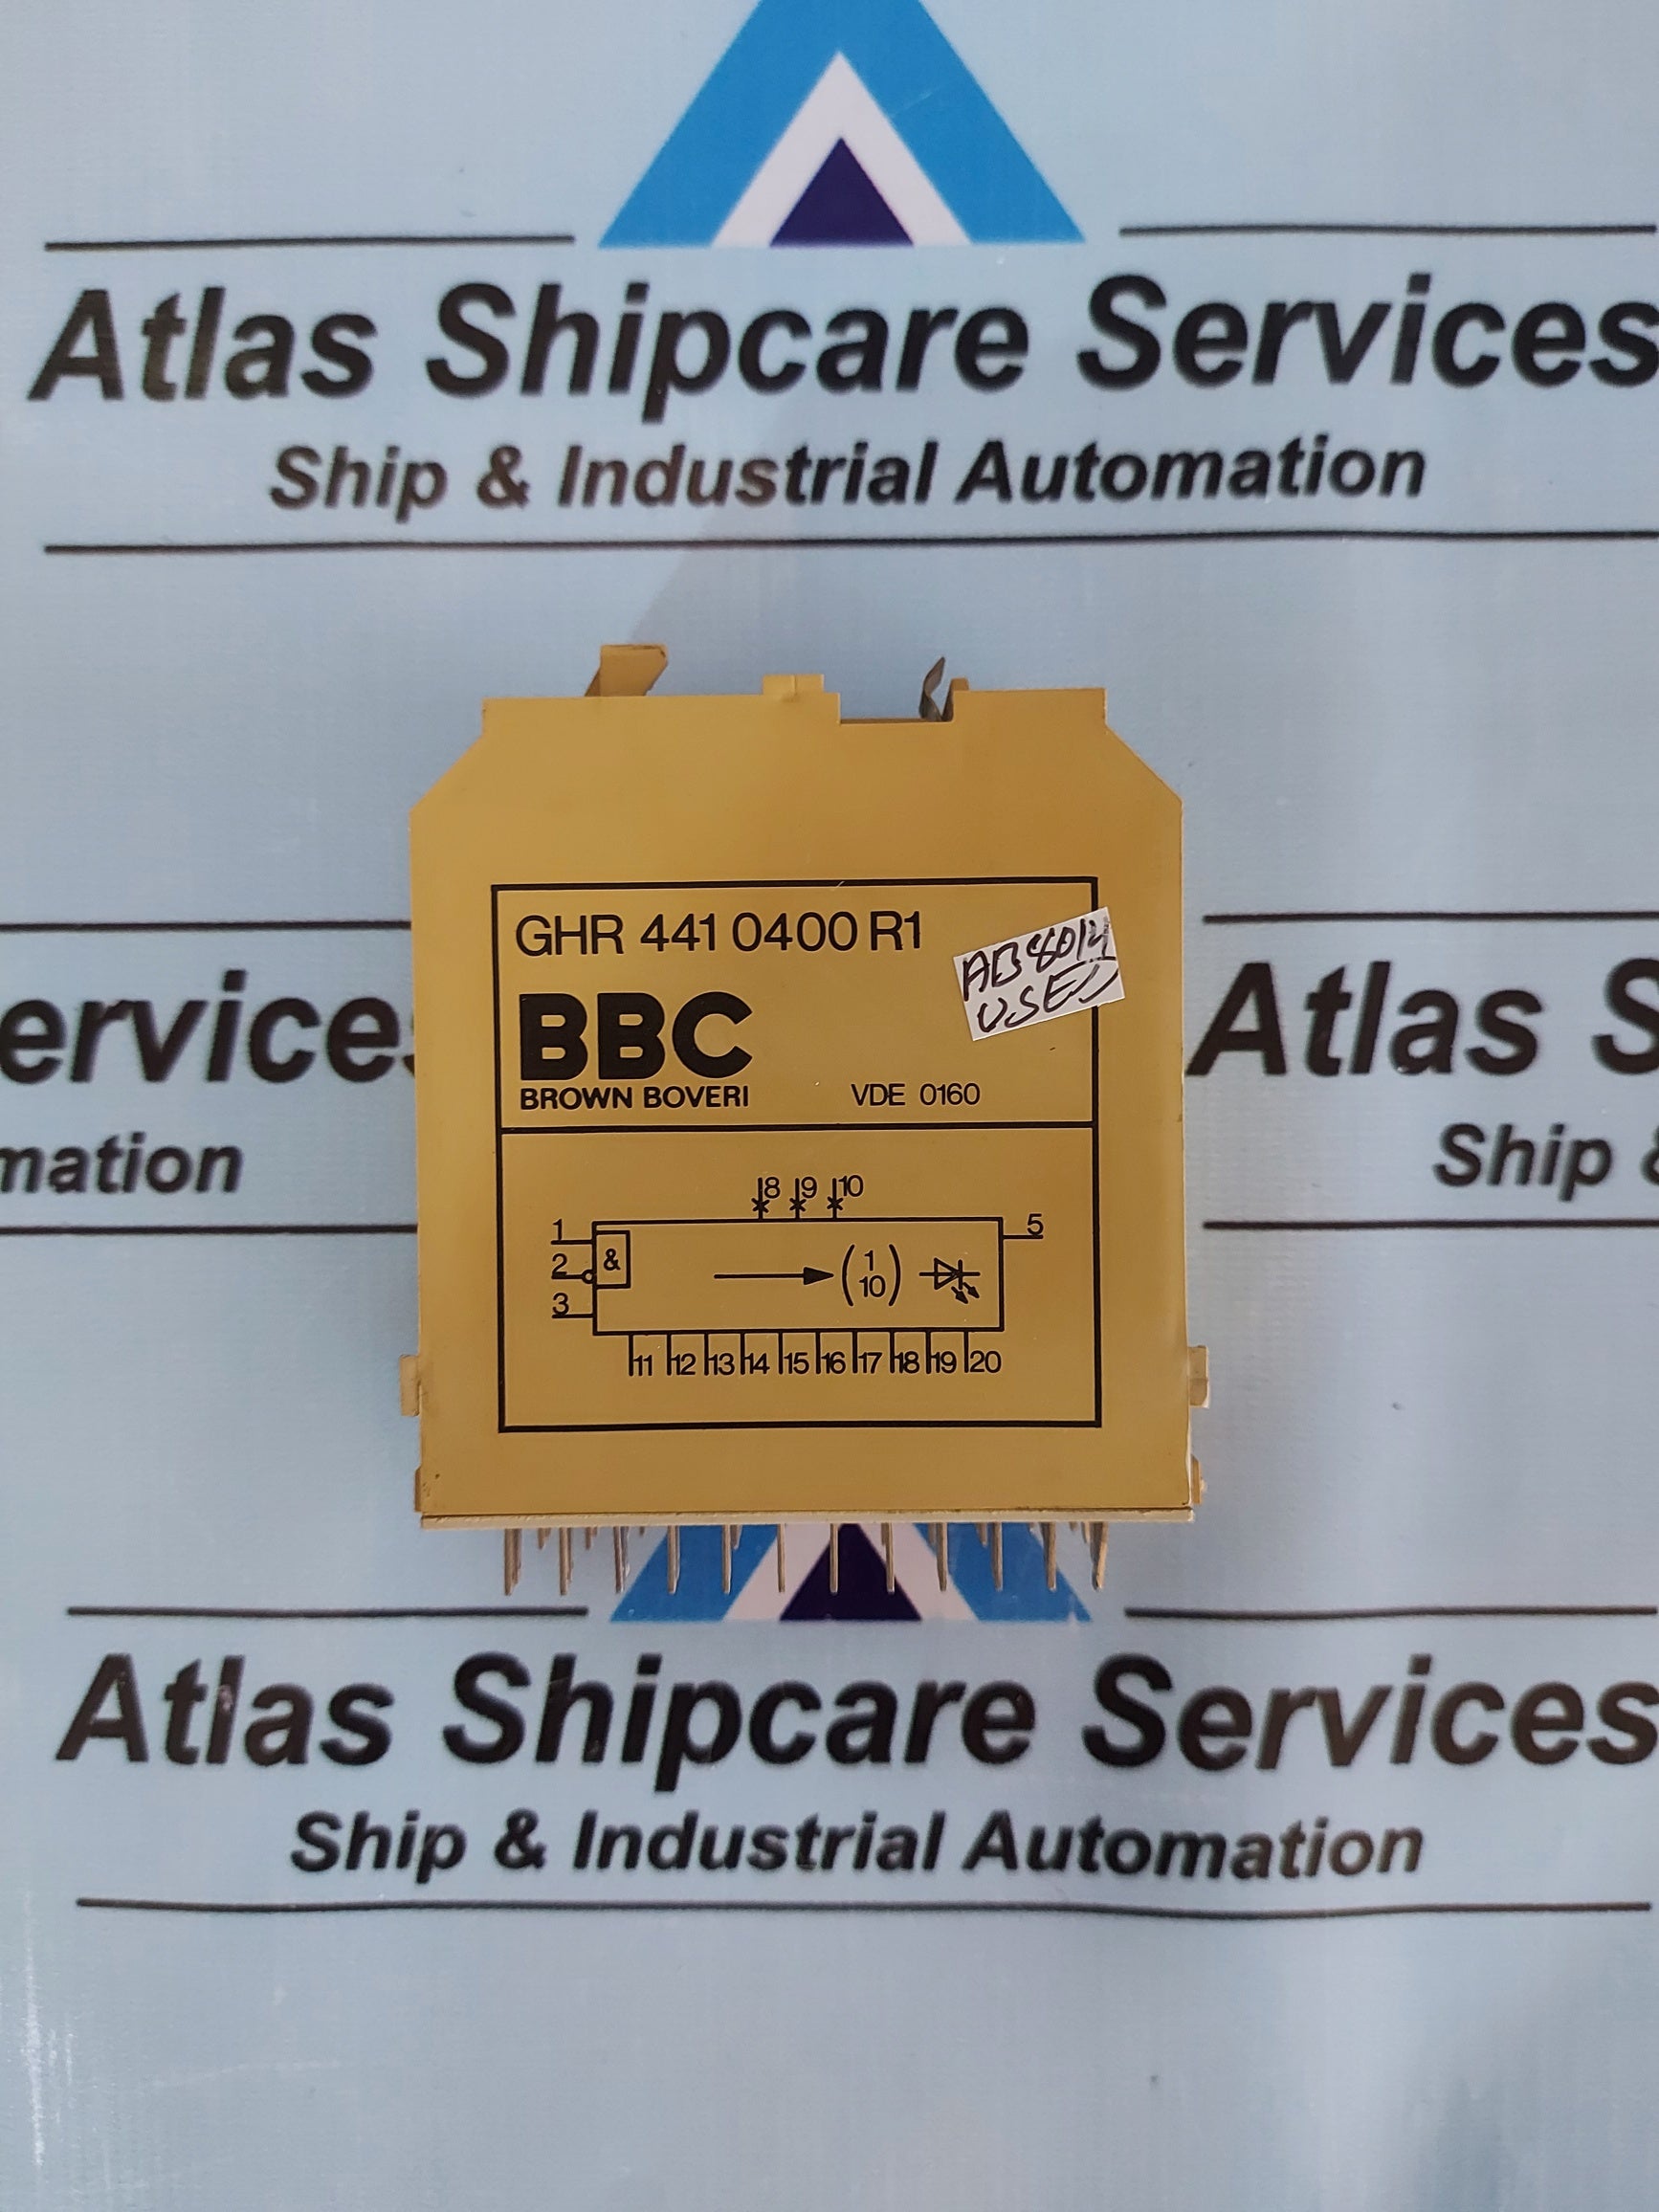 Atlas Shipcare Services
Ship & Industrial Automation
ervices
mation
Atlas S
Ship &
GHR 441 0400 R1
USED
BBC
BROWN BOVERI
VDE 0160
8 9 10
1
2
3
&
(1/10)
5
11 12 13 14 15 16 17 18 19 20
Atlas Shipcare Services
Ship & Industrial Automation